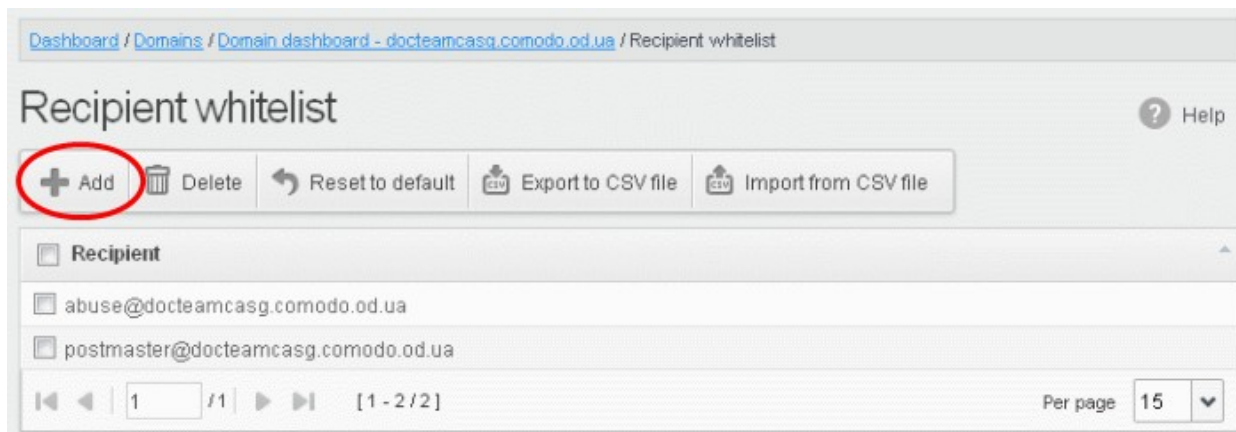 Dashboard / Domains / Domain dashboard - docteamcasg.comodo.od.ua / Recipient whitelist
Recipient whitelist
Help
Add Delete Reset to default CSV Export to CSV file CSV Import from CSV file
Recipient
abuse@docteamcasg.comodo.od.ua
postmaster@docteamcasg.comodo.od.ua
1 /1 [1 - 2 / 2] Per page 15